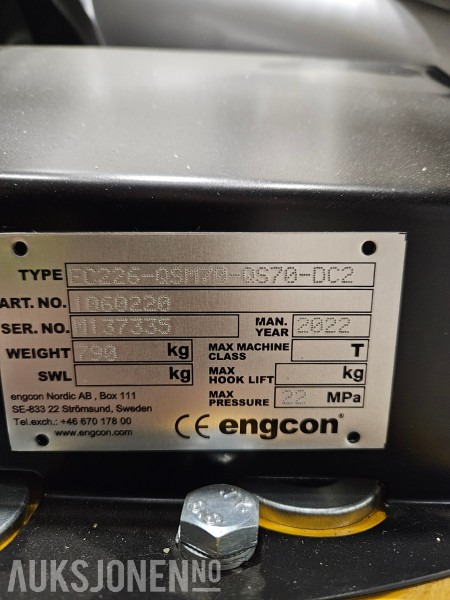 TYPE EC226-QSM70-QS70-DC2
ART. NO. 1060220
SER. NO. M137335 MAN. YEAR 2022
WEIGHT 790 kg MAX MACHINE CLASS T
SWL kg MAX HOOK LIFT kg
MAX PRESSURE 22 MPa
engcon Nordic AB , Box 111
SE-833 22 Strömsund, Sweden
Tel.exch.: +46 670 178 00
www.engcon.com
CE engcon®
8.8
AUKSJONEN.NO